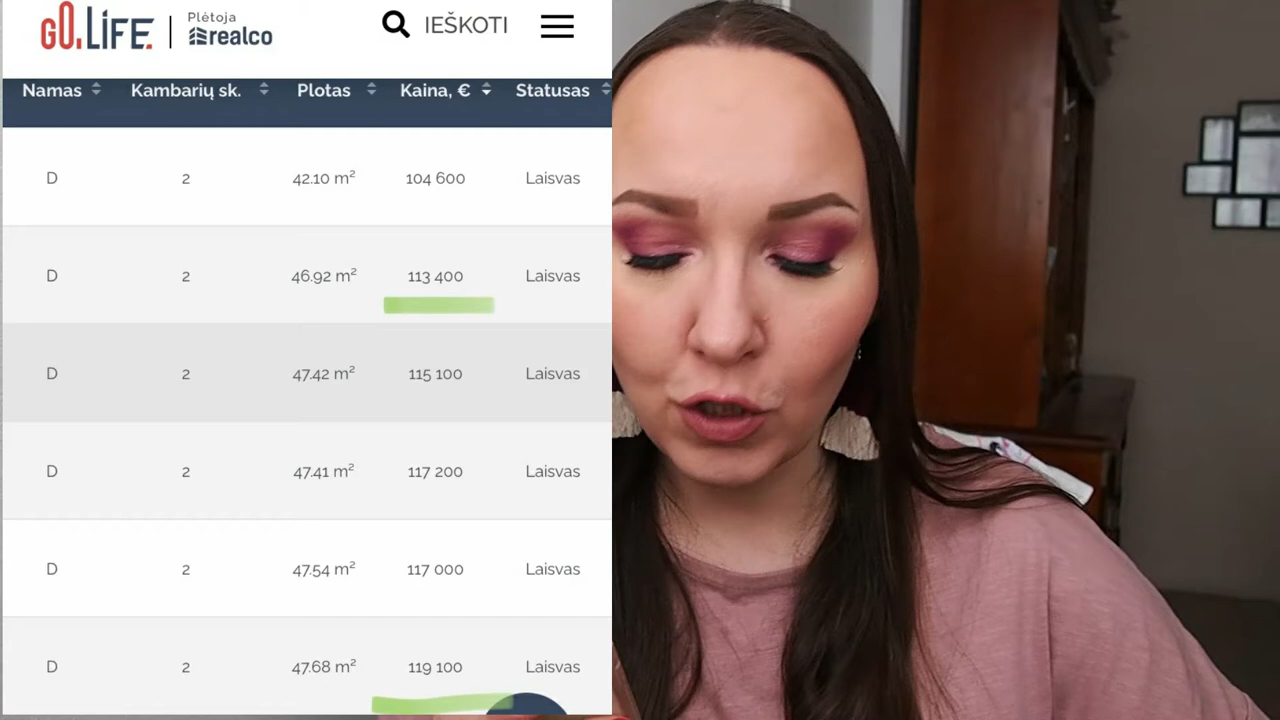 GO.LIFE.
Plėtoja
realco
IEŠKOTI
Namas Kambarių sk. Plotas Kaina, € Statusas
D 2 42.10 m² 104 600 Laisvas
D 2 46.92 m² 113 400 Laisvas
D 2 47.42 m² 115 100 Laisvas
D 2 47.41 m² 117 200 Laisvas
D 2 47.54 m² 117 000 Laisvas
D 2 47.68 m² 119 100 Laisvas